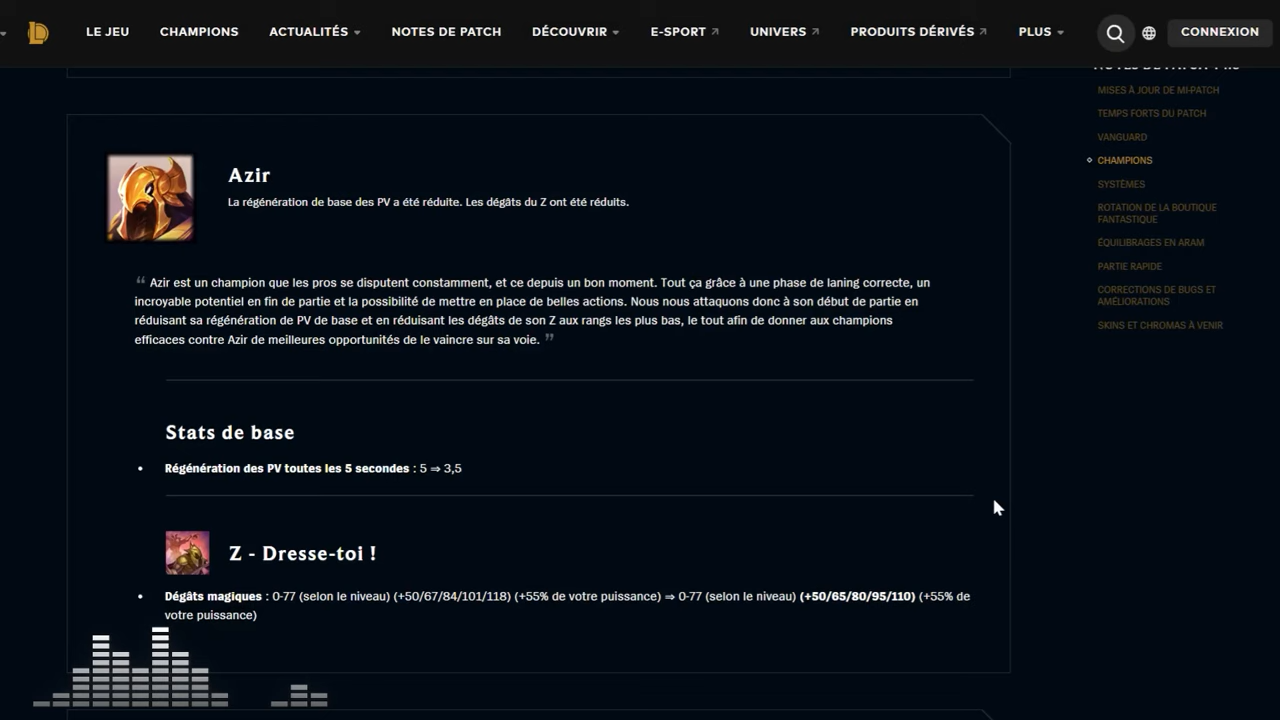 LE JEU CHAMPIONS ACTUALITÉS NOTES DE PATCH DÉCOUVRIR E-SPORT UNIVERS PRODUITS DÉRIVÉS PLUS CONNEXION
MISES À JOUR DE MI-PATCH
TEMPS FORTS DU PATCH
VANGUARD
CHAMPIONS
SYSTÈMES
ROTATION DE LA BOUTIQUE
FANTASTIQUE
ÉQUILIBRAGES EN ARAM
PARTIE RAPIDE
CORRECTIONS DE BUGS ET
AMÉLIORATIONS
SKINS ET CHROMAS À VENIR
Azir
La régénération de base des PV a été réduite. Les dégâts du Z ont été réduits.
“ Azir est un champion que les pros se disputent constamment, et ce depuis un bon moment. Tout ça grâce à une phase de laning correcte, un
incroyable potentiel en fin de partie et la possibilité de mettre en place de belles actions. Nous nous attaquons donc à son début de partie en
réduisant sa régénération de PV de base et en réduisant les dégâts de son Z aux rangs les plus bas, le tout afin de donner aux champions
efficaces contre Azir de meilleures opportunités de le vaincre sur sa voie. ”
Stats de base
• Régénération des PV toutes les 5 secondes : 5 ⇒ 3,5
Z - Dresse-toi !
• Dégâts magiques : 0-77 (selon le niveau) (+50/67/84/101/118) (+55% de votre puissance) ⇒ 0-77 (selon le niveau) (+50/65/80/95/110) (+55% de
votre puissance)